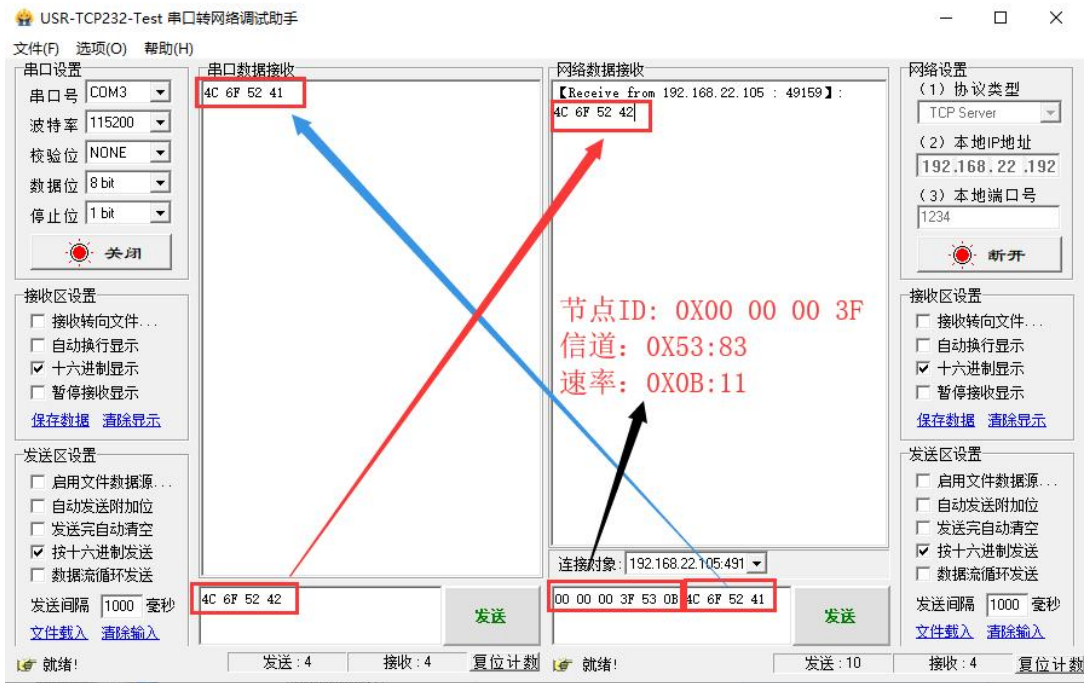 USR-TCP232-Test 串口转网络调试助手
文件(F) 选项(O) 帮助(H)
串口设置
串口号 COM3
波特率 115200
校验位 NONE
数据位 8 bit
停止位 1 bit
关闭
接收区设置
接收转向文件...
自动换行显示
十六进制显示
暂停接收显示
保存数据 清除显示
发送区设置
启用文件数据源...
自动发送附加位
发送完自动清空
按十六进制发送
数据流循环发送
发送间隔 1000 毫秒
文件载入 清除输入
就绪!
串口数据接收
4C 6F 52 41
4C 6F 52 42
发送
发送 : 4
接收 : 4
复位计数
网络数据接收
【Receive from 192.168.22.105 : 49159】:
4C 6F 52 42
节点ID: 0X00 00 00 3F
信道: 0X53:83
速率: 0X0B:11
连接对象: 192.168.22.105:491
00 00 00 3F 53 0B 4C 6F 52 41
发送
就绪!
发送 : 10
接收 : 4
复位计数
网络设置
(1) 协议类型
TCP Server
(2) 本地IP地址
192.168.22.192
(3) 本地端口号
1234
断开
接收区设置
接收转向文件...
自动换行显示
十六进制显示
暂停接收显示
保存数据 清除显示
发送区设置
启用文件数据源...
自动发送附加位
发送完自动清空
按十六进制发送
数据流循环发送
发送间隔 1000 毫秒
文件载入 清除输入